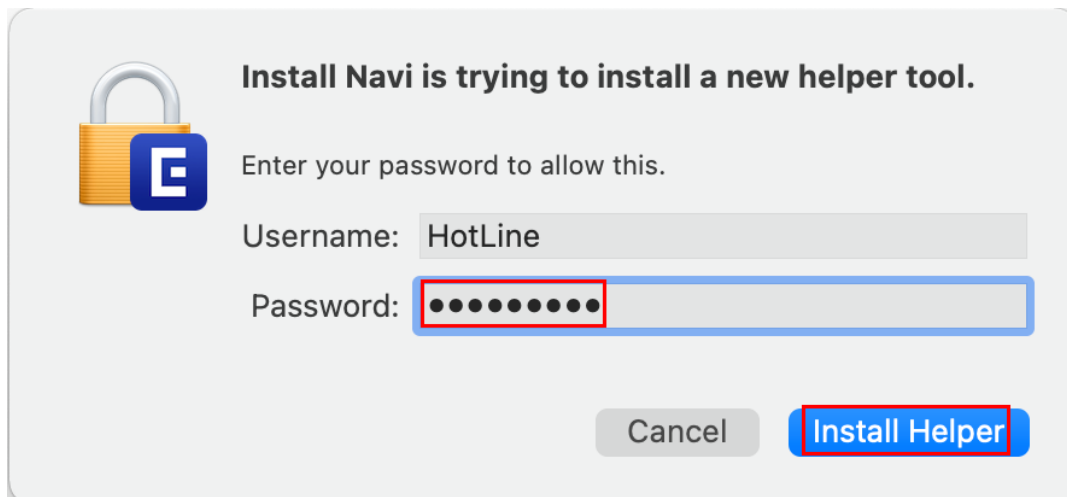 Install Navi is trying to install a new helper tool.
Enter your password to allow this.
Username: HotLine
Password: •••••••••
Cancel Install Helper